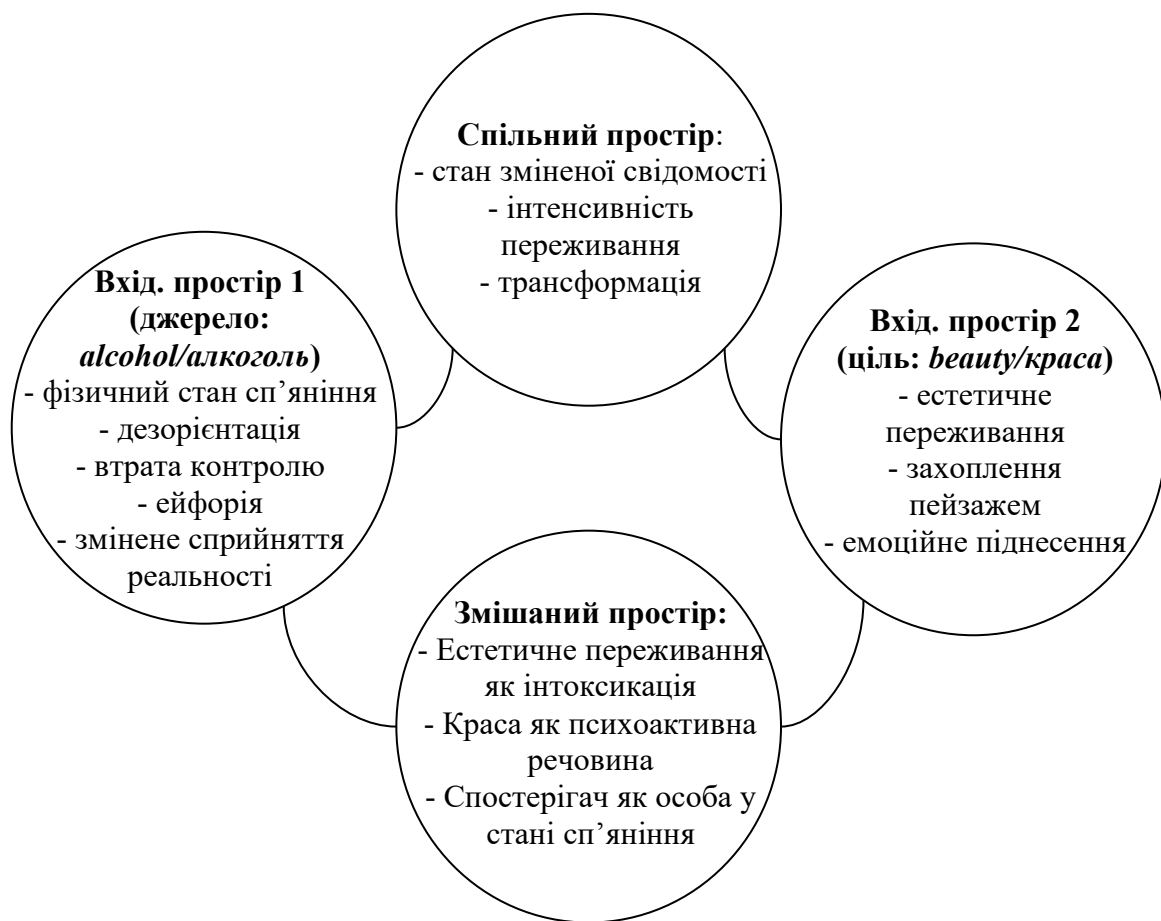 Спільний простір:
- стан зміненої свідомості
- інтенсивність
переживання
- трансформація
Вхід. простір 1
(джерело:
alcohol/алкоголь)
- фізичний стан сп’яніння
- дезорієнтація
- втрата контролю
- ейфорія
- змінене сприйняття
реальності
Вхід. простір 2
(ціль: beauty/краса)
- естетичне
переживання
- захоплення
пейзажем
- емоційне піднесення
Змішаний простір:
- Естетичне переживання
як інтоксикація
- Краса як психоактивна
речовина
- Спостерігач як особа у
стані сп’яніння